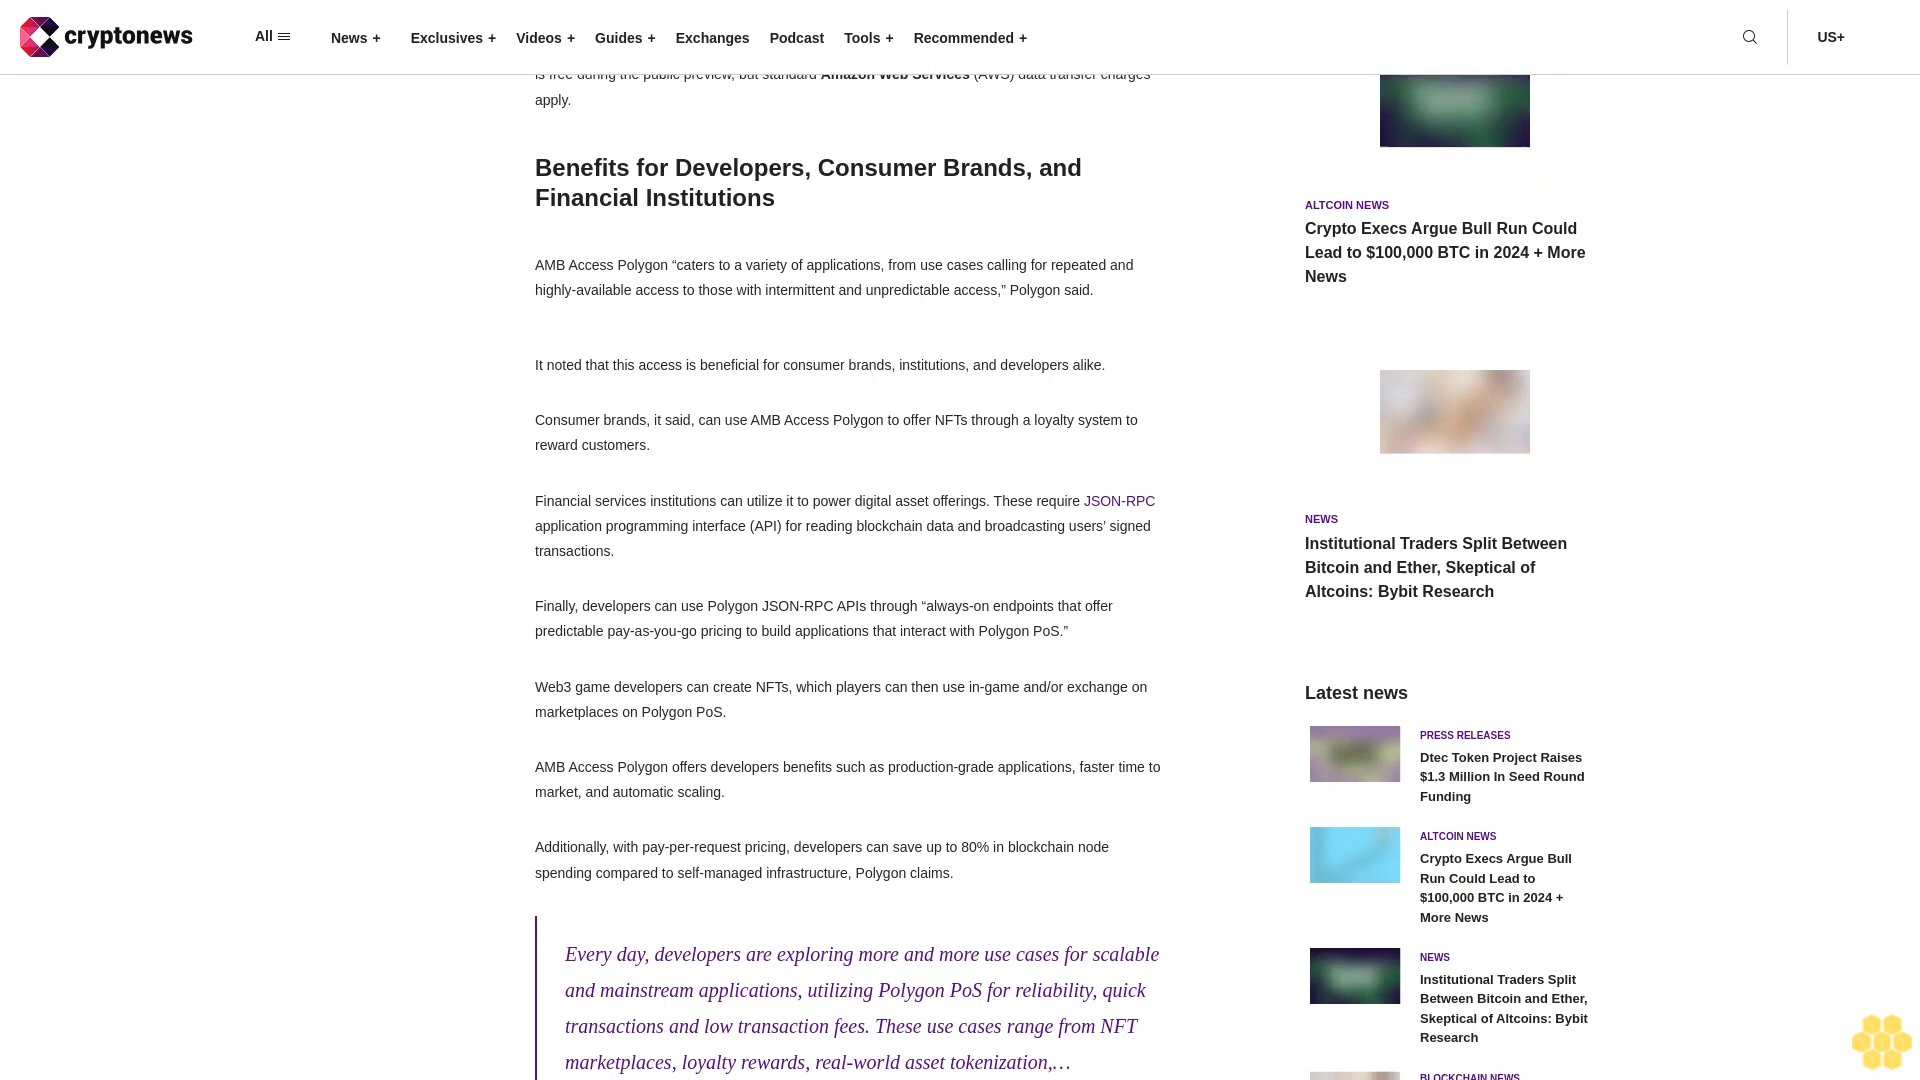 cryptonews
All
News +
Exclusives +
Videos +
Guides +
Exchanges
Podcast
Tools +
Recommended +
US+
is free during the public preview, but standard Amazon Web Services (AWS) data transfer charges
apply.
Benefits for Developers, Consumer Brands, and
Financial Institutions
AMB Access Polygon “caters to a variety of applications, from use cases calling for repeated and
highly-available access to those with intermittent and unpredictable access,” Polygon said.
It noted that this access is beneficial for consumer brands, institutions, and developers alike.
Consumer brands, it said, can use AMB Access Polygon to offer NFTs through a loyalty system to
reward customers.
Financial services institutions can utilize it to power digital asset offerings. These require JSON-RPC
application programming interface (API) for reading blockchain data and broadcasting users’ signed
transactions.
Finally, developers can use Polygon JSON-RPC APIs through “always-on endpoints that offer
predictable pay-as-you-go pricing to build applications that interact with Polygon PoS.”
Web3 game developers can create NFTs, which players can then use in-game and/or exchange on
marketplaces on Polygon PoS.
AMB Access Polygon offers developers benefits such as production-grade applications, faster time to
market, and automatic scaling.
Additionally, with pay-per-request pricing, developers can save up to 80% in blockchain node
spending compared to self-managed infrastructure, Polygon claims.
Every day, developers are exploring more and more use cases for scalable
and mainstream applications, utilizing Polygon PoS for reliability, quick
transactions and low transaction fees. These use cases range from NFT
marketplaces, loyalty rewards, real-world asset tokenization,…
ALTCOIN NEWS
Crypto Execs Argue Bull Run Could
Lead to $100,000 BTC in 2024 + More
News
NEWS
Institutional Traders Split Between
Bitcoin and Ether, Skeptical of
Altcoins: Bybit Research
Latest news
PRESS RELEASES
Dtec Token Project Raises
$1.3 Million In Seed Round
Funding
ALTCOIN NEWS
Crypto Execs Argue Bull
Run Could Lead to
$100,000 BTC in 2024 +
More News
NEWS
Institutional Traders Split
Between Bitcoin and Ether,
Skeptical of Altcoins: Bybit
Research
BLOCKCHAIN NEWS